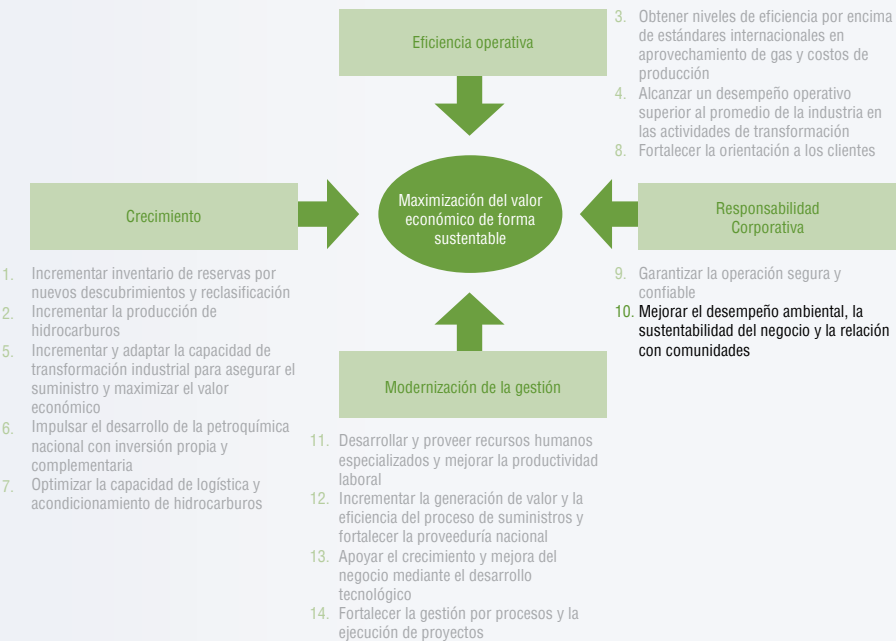 Eficiencia operativa
3. Obtener niveles de eficiencia por encima
de estándares internacionales en
aprovechamiento de gas y costos de
producción
4. Alcanzar un desempeño operativo
superior al promedio de la industria en
las actividades de transformación
8. Fortalecer la orientación a los clientes
Crecimiento
Maximización del valor
económico de forma
sustentable
Responsabilidad
Corporativa
1. Incrementar inventario de reservas por
nuevos descubrimientos y reclasificación
2. Incrementar la producción de
hidrocarburos
5. Incrementar y adaptar la capacidad de
transformación industrial para asegurar el
suministro y maximizar el valor
económico
6. Impulsar el desarrollo de la petroquímica
nacional con inversión propia y
complementaria
7. Optimizar la capacidad de logística y
acondicionamiento de hidrocarburos
9. Garantizar la operación segura y
confiable
10. Mejorar el desempeño ambiental, la
sustentabilidad del negocio y la relación
con comunidades
Modernización de la gestión
11. Desarrollar y proveer recursos humanos
especializados y mejorar la productividad
laboral
12. Incrementar la generación de valor y la
eficiencia del proceso de suministros y
fortalecer la proveeduría nacional
13. Apoyar el crecimiento y mejora del
negocio mediante el desarrollo
tecnológico
14. Fortalecer la gestión por procesos y la
ejecución de proyectos